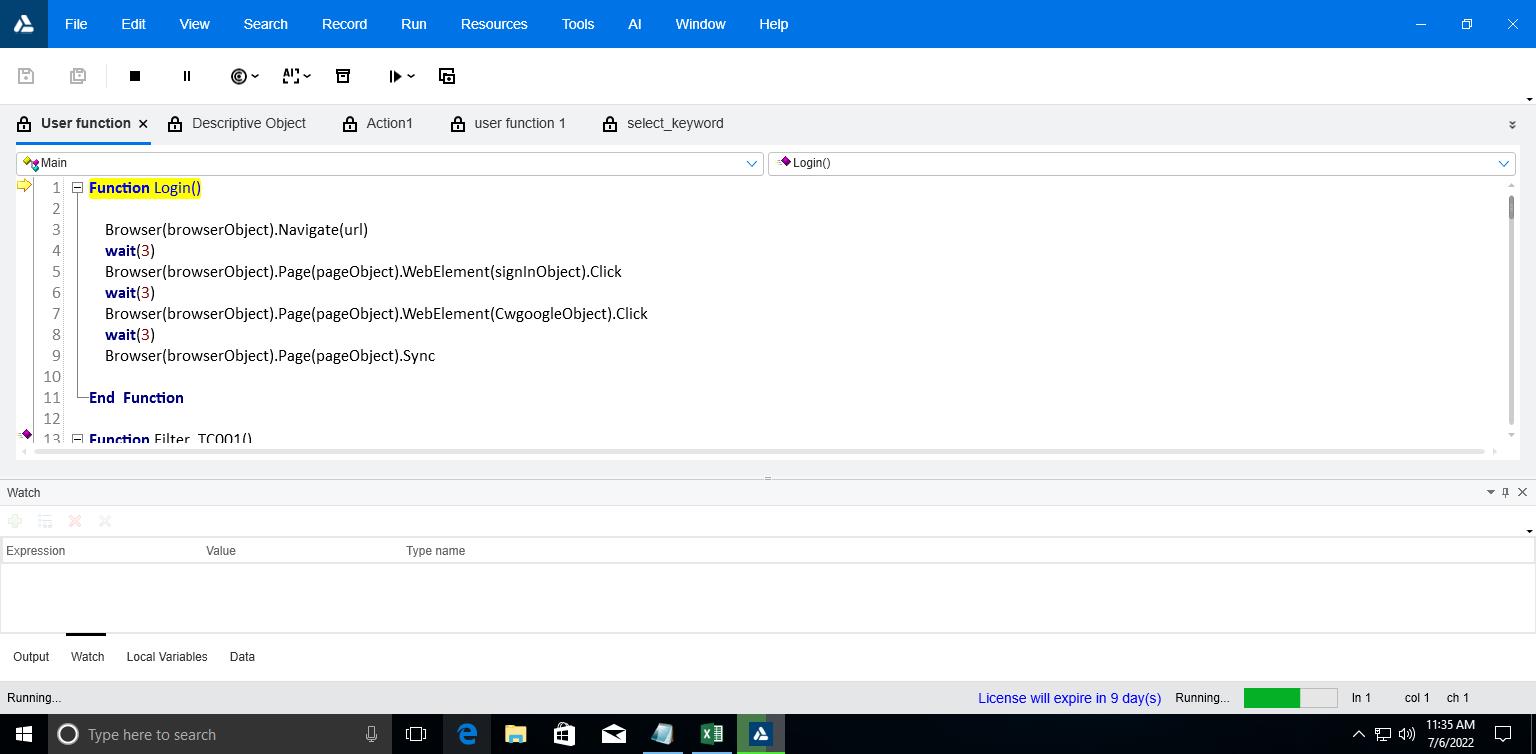 File Edit View Search Record Run Resources Tools AI Window Help
AI
User function Descriptive Object Action1 user function 1 select_keyword
Main Login()
1 Function Login()
2
3 Browser(browserObject).Navigate(url)
4 wait(3)
5 Browser(browserObject).Page(pageObject).WebElement(signInObject).Click
6 wait(3)
7 Browser(browserObject).Page(pageObject).WebElement(CwgoogleObject).Click
8 wait(3)
9 Browser(browserObject).Page(pageObject).Sync
10
11 End Function
12
13 Function Filter_TC001()
Watch
Expression Value Type name
Output Watch Local Variables Data
Running... License will expire in 9 day(s) Running... ln 1 col 1 ch 1
Type here to search 11:35 AM
7/6/2022